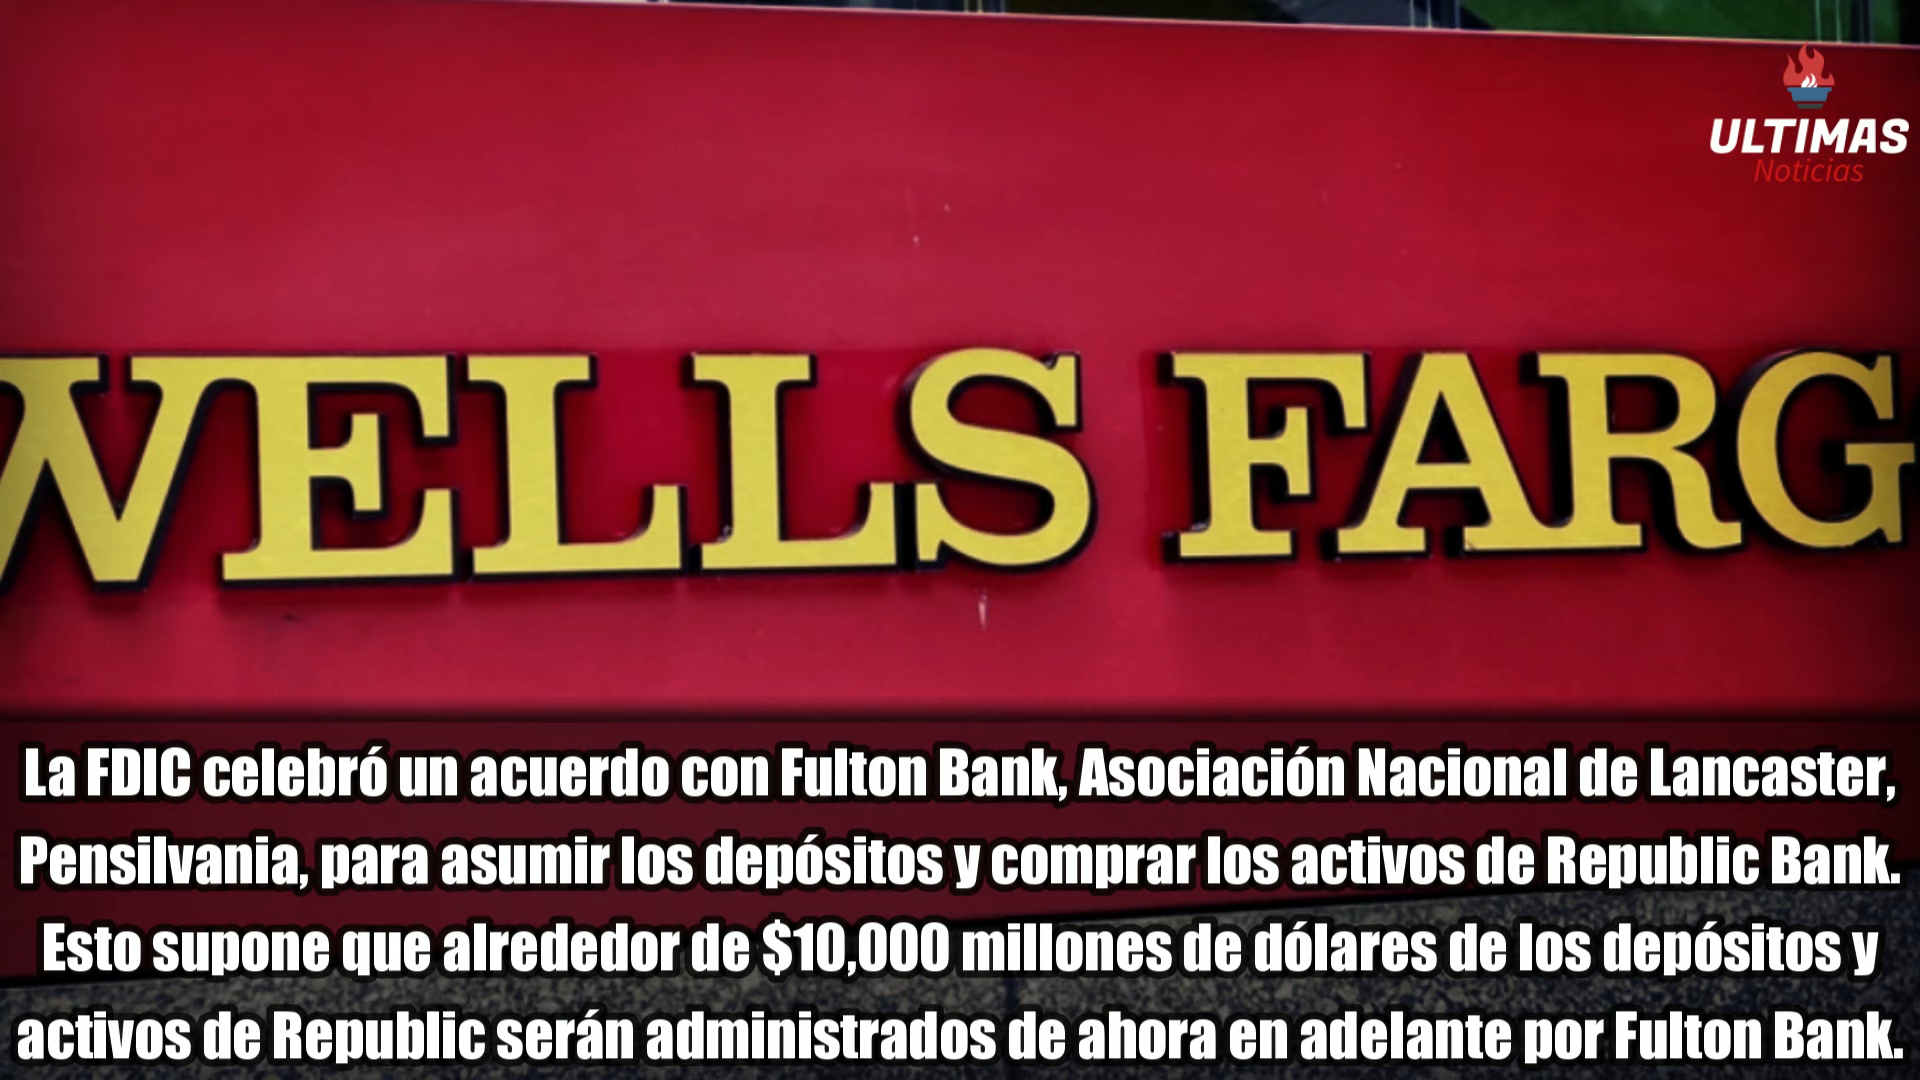 ULTIMAS
Noticias
WELLS FARG
La FDIC celebró un acuerdo con Fulton Bank, Asociación Nacional de Lancaster,
Pensilvania, para asumir los depósitos y comprar los activos de Republic Bank.
Esto supone que alrededor de $10,000 millones de dólares de los depósitos y
activos de Republic serán administrados de ahora en adelante por Fulton Bank.